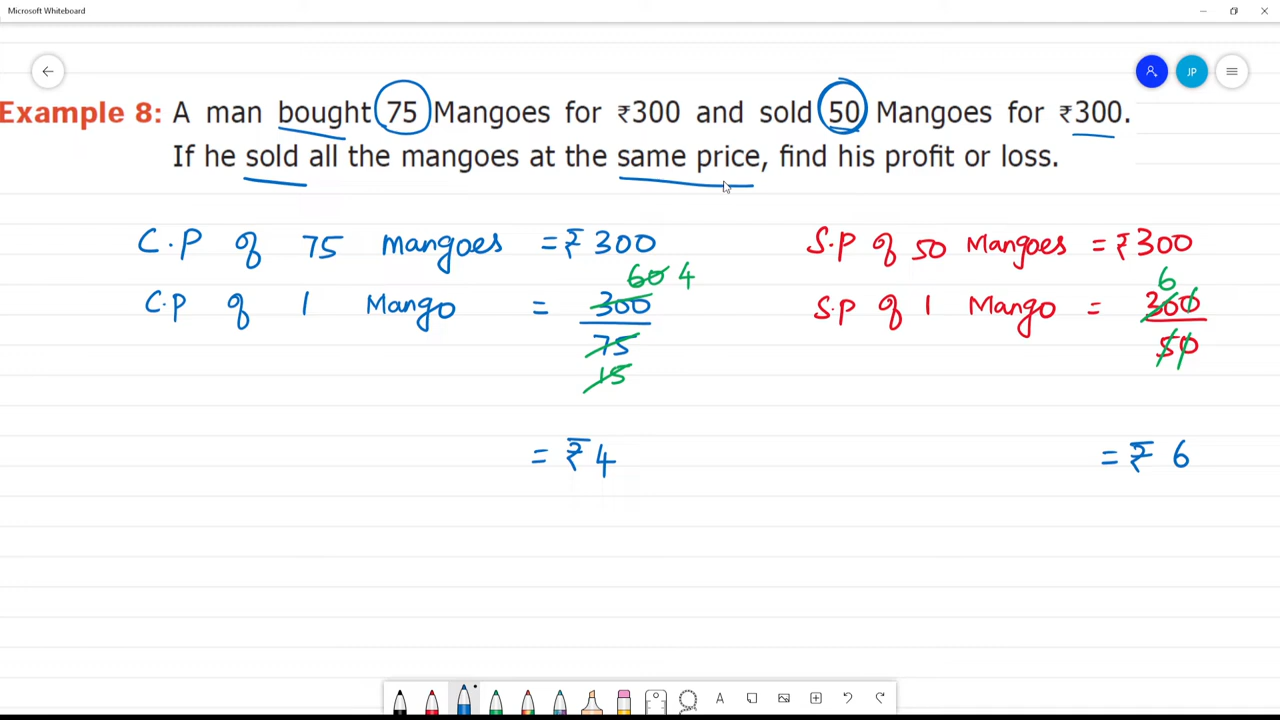 Microsoft Whiteboard
JP
Example 8: A man bought 75 Mangoes for ₹300 and sold 50 Mangoes for ₹300.
If he sold all the mangoes at the same price, find his profit or loss.
C.P of 75 mangoes = ₹ 300
60 4
C.P of 1 Mango = 300
75
15
= ₹ 4
S.P of 50 Mangoes = ₹ 300
6
S.P of 1 Mango = 300
50
= ₹ 6
A